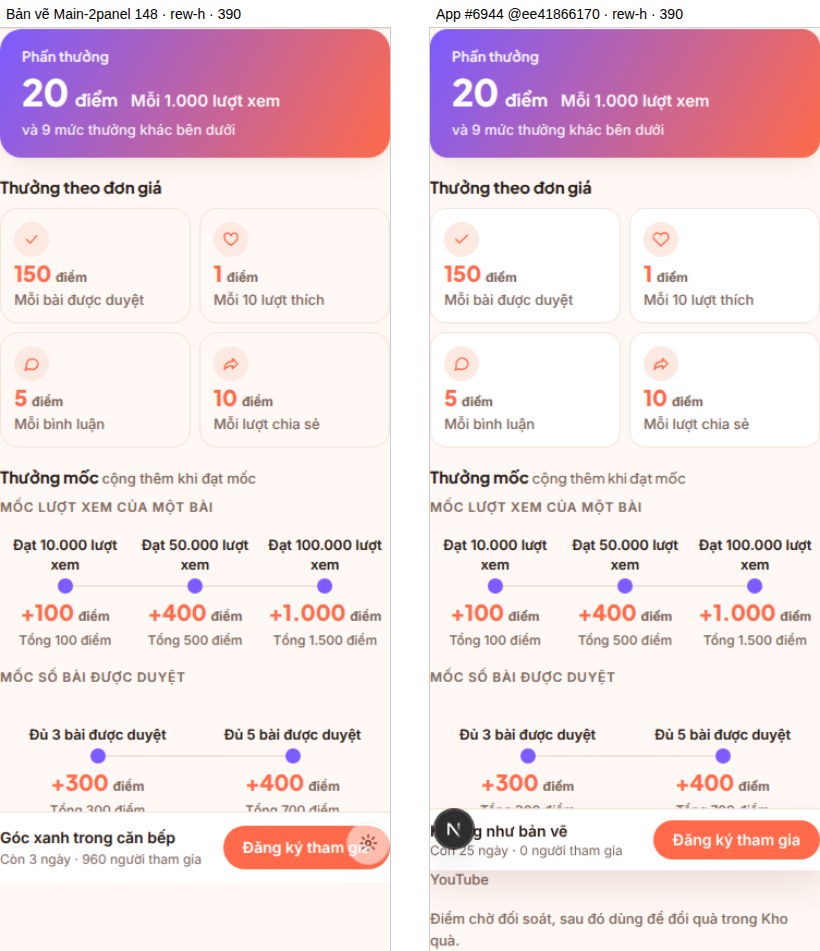 Bản vẽ Main-2panel 148 · rew-h · 390
Phần thưởng
20 điểm Mỗi 1.000 lượt xem
và 9 mức thưởng khác bên dưới
Thưởng theo đơn giá
150 điểm
Mỗi bài được duyệt
1 điểm
Mỗi 10 lượt thích
5 điểm
Mỗi bình luận
10 điểm
Mỗi lượt chia sẻ
Thưởng mốc cộng thêm khi đạt mốc
MỐC LƯỢT XEM CỦA MỘT BÀI
Đạt 10.000 lượt
xem
+100 điểm
Tổng 100 điểm
Đạt 50.000 lượt
xem
+400 điểm
Tổng 500 điểm
Đạt 100.000 lượt
xem
+1.000 điểm
Tổng 1.500 điểm
MỐC SỐ BÀI ĐƯỢC DUYỆT
Đủ 3 bài được duyệt
+300 điểm
Tổng 300 điểm
Đủ 5 bài được duyệt
+400 điểm
Tổng 700 điểm
Góc xanh trong căn bếp
Còn 3 ngày · 960 người tham gia
Đăng ký tham gia
App #6944 @ee41866170 · rew-h · 390
Phần thưởng
20 điểm Mỗi 1.000 lượt xem
và 9 mức thưởng khác bên dưới
Thưởng theo đơn giá
150 điểm
Mỗi bài được duyệt
1 điểm
Mỗi 10 lượt thích
5 điểm
Mỗi bình luận
10 điểm
Mỗi lượt chia sẻ
Thưởng mốc cộng thêm khi đạt mốc
MỐC LƯỢT XEM CỦA MỘT BÀI
Đạt 10.000 lượt
xem
+100 điểm
Tổng 100 điểm
Đạt 50.000 lượt
xem
+400 điểm
Tổng 500 điểm
Đạt 100.000 lượt
xem
+1.000 điểm
Tổng 1.500 điểm
MỐC SỐ BÀI ĐƯỢC DUYỆT
Đủ 3 bài được duyệt
+300 điểm
Đủ 5 bài được duyệt
+400 điểm
N
như bản vẽ
Còn 25 ngày · 0 người tham gia
Đăng ký tham gia
YouTube
Điểm chờ đối soát, sau đó dùng để đổi quà trong Kho
quà.